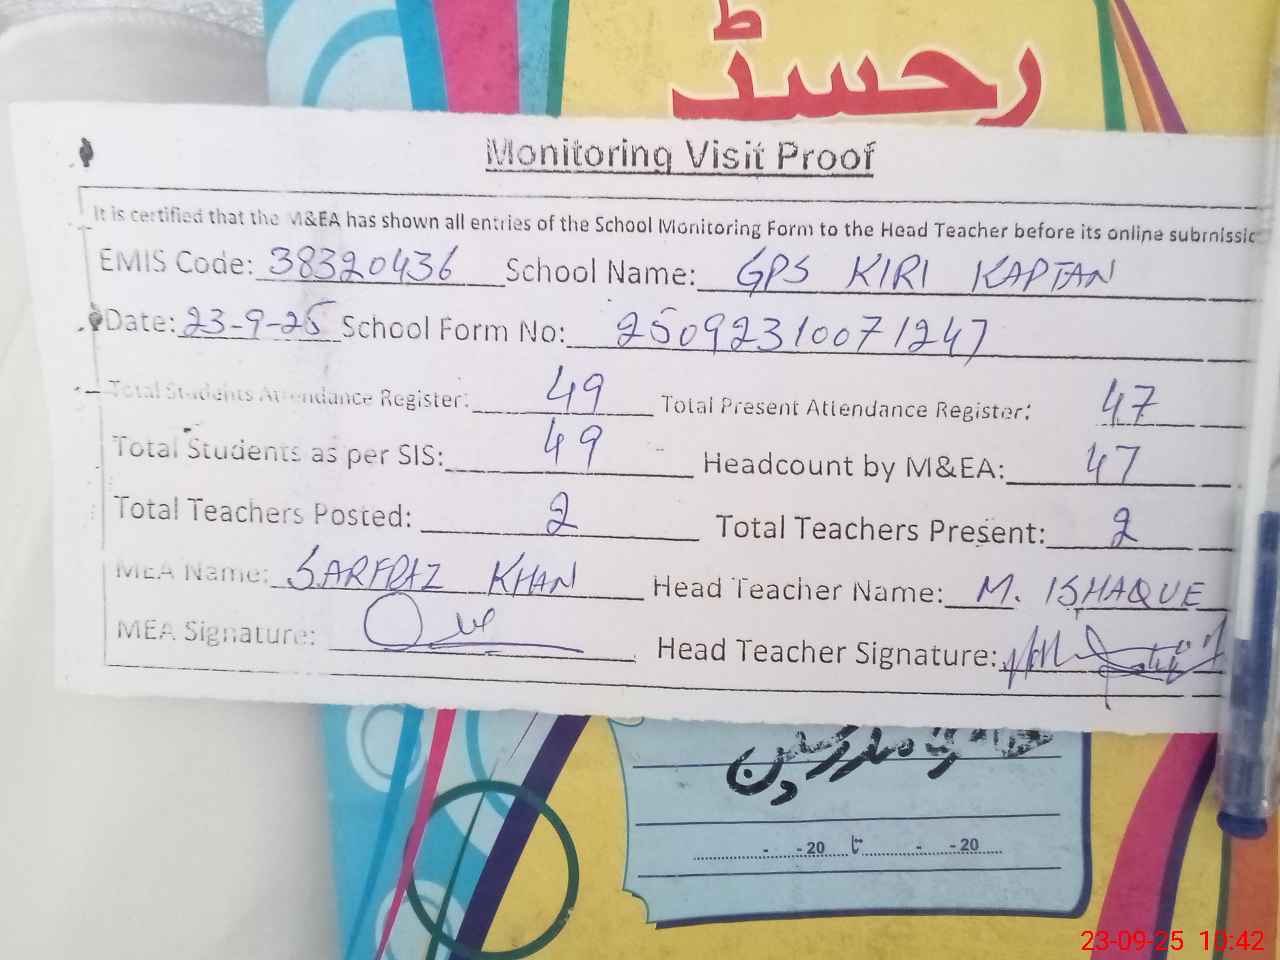 رجسٹر
Monitoring Visit Proof
It is certified that the M&EA has shown all entries of the School Monitoring Form to the Head Teacher before its online submissic
EMIS Code: 38320436 School Name: GPS KIRI KAPTAN
Date: 23-9-25 School Form No: 25092310071247
Total Students Attendance Register: 49 Total Present Attendance Register: 47
Total Students as per SIS: 49 Headcount by M&EA: 47
Total Teachers Posted: 2 Total Teachers Present: 2
MEA Name: SARFRAZ KHAN Head Teacher Name: M. ISHAQUE
MEA Signature: Head Teacher Signature:
مدرسین
- -20 تا - -20
23-09-25 10:42